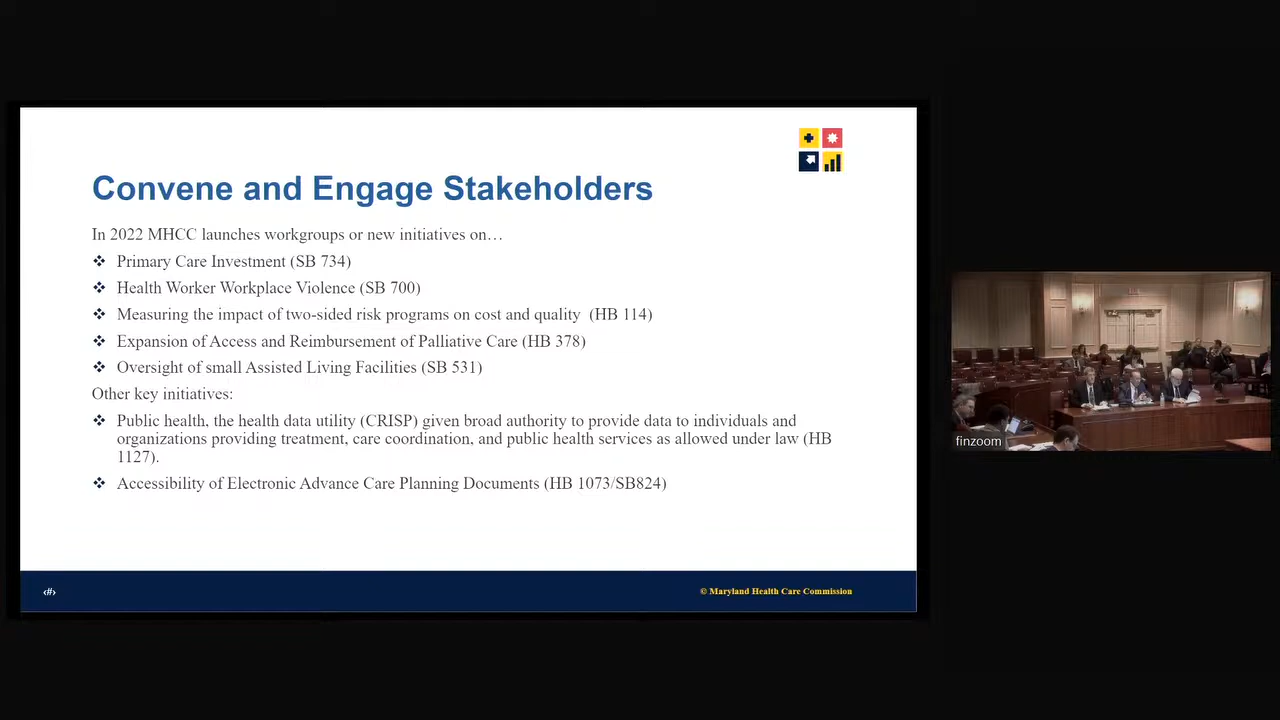 Convene and Engage Stakeholders
In 2022 MHCC launches workgroups or new initiatives on…
❖ Primary Care Investment (SB 734)
❖ Health Worker Workplace Violence (SB 700)
❖ Measuring the impact of two-sided risk programs on cost and quality (HB 114)
❖ Expansion of Access and Reimbursement of Palliative Care (HB 378)
❖ Oversight of small Assisted Living Facilities (SB 531)
Other key initiatives:
❖ Public health, the health data utility (CRISP) given broad authority to provide data to individuals and
organizations providing treatment, care coordination, and public health services as allowed under law (HB
1127).
❖ Accessibility of Electronic Advance Care Planning Documents (HB 1073/SB824)
‹#›
© Maryland Health Care Commission
finzoom